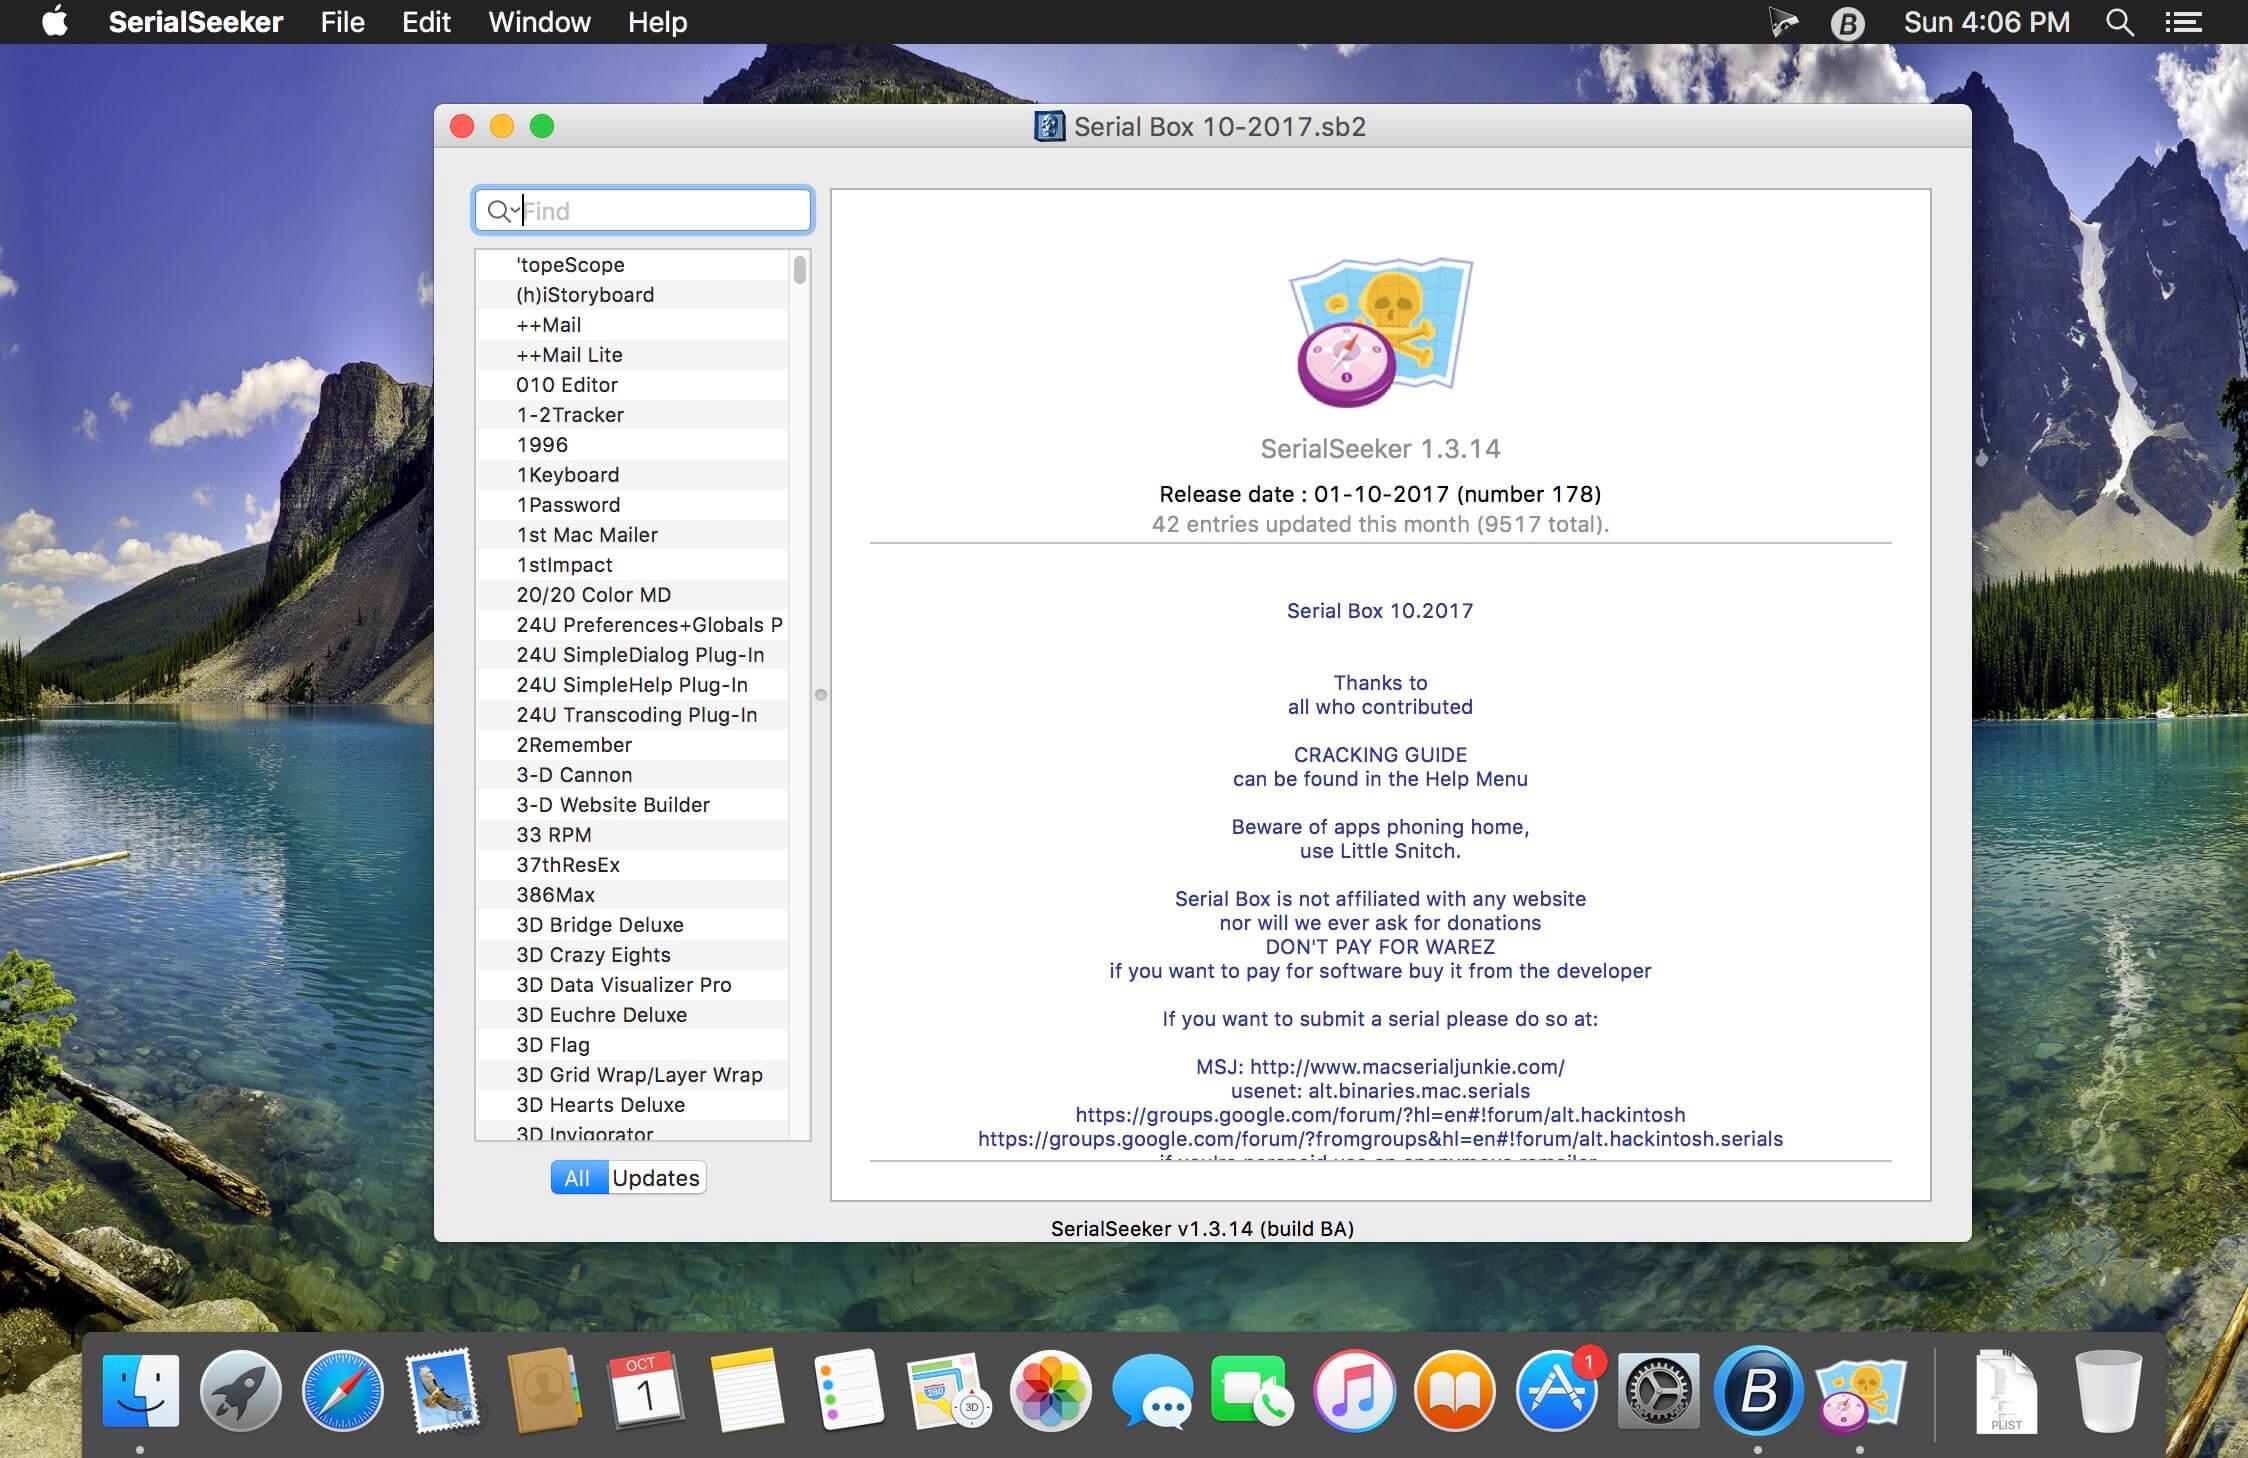 SerialSeeker File Edit Window Help Sun 4:06 PM
Serial Box 10-2017.sb2
Find
'topeScope
(h)iStoryboard
++Mail
++Mail Lite
010 Editor
1-2Tracker
1996
1Keyboard
1Password
1st Mac Mailer
1stImpact
20/20 Color MD
24U Preferences+Globals P
24U SimpleDialog Plug-In
24U SimpleHelp Plug-In
24U Transcoding Plug-In
2Remember
3-D Cannon
3-D Website Builder
33 RPM
37thResEx
386Max
3D Bridge Deluxe
3D Crazy Eights
3D Data Visualizer Pro
3D Euchre Deluxe
3D Flag
3D Grid Wrap/Layer Wrap
3D Hearts Deluxe
3D Invigorator
All Updates
SerialSeeker 1.3.14
Release date : 01-10-2017 (number 178)
42 entries updated this month (9517 total).
Serial Box 10.2017
Thanks to
all who contributed
CRACKING GUIDE
can be found in the Help Menu
Beware of apps phoning home,
use Little Snitch.
Serial Box is not affiliated with any website
nor will we ever ask for donations
DON'T PAY FOR WAREZ
if you want to pay for software buy it from the developer
If you want to submit a serial please do so at:
MSJ: http://www.macserialjunkie.com/
usenet: alt.binaries.mac.serials
https://groups.google.com/forum/?hl=en#!forum/alt.hackintosh
https://groups.google.com/forum/?fromgroups&hl=en#!forum/alt.hackintosh.serials
if you're paranoid use an anonymous remailer
SerialSeeker v1.3.14 (build BA)
OCT
1
280
3D
1
B
PLIST